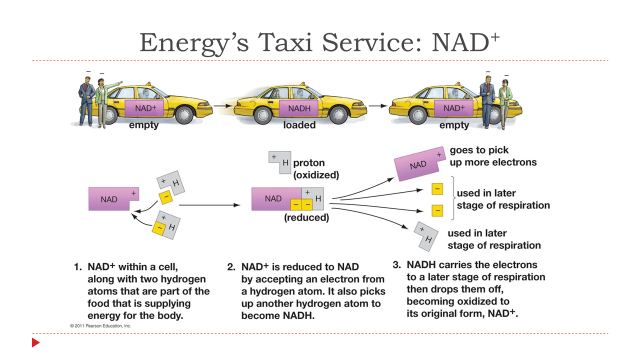 Energy's Taxi Service: NAD⁺
NAD⁺
NADH
NAD⁺
empty
loaded
empty
+
H
proton
(oxidized)
NAD
+
goes to pick
up more electrons
NAD
+
+
H
−
+
H
−
NAD
−
−
+
H
(reduced)
−
−
used in later
stage of respiration
+
H
used in later
stage of respiration
1. NAD⁺ within a cell,
along with two hydrogen
atoms that are part of the
food that is supplying
energy for the body.
2. NAD⁺ is reduced to NAD
by accepting an electron from
a hydrogen atom. It also picks
up another hydrogen atom to
become NADH.
3. NADH carries the electrons
to a later stage of respiration
then drops them off,
becoming oxidized to
its original form, NAD⁺.
© 2011 Pearson Education, Inc.